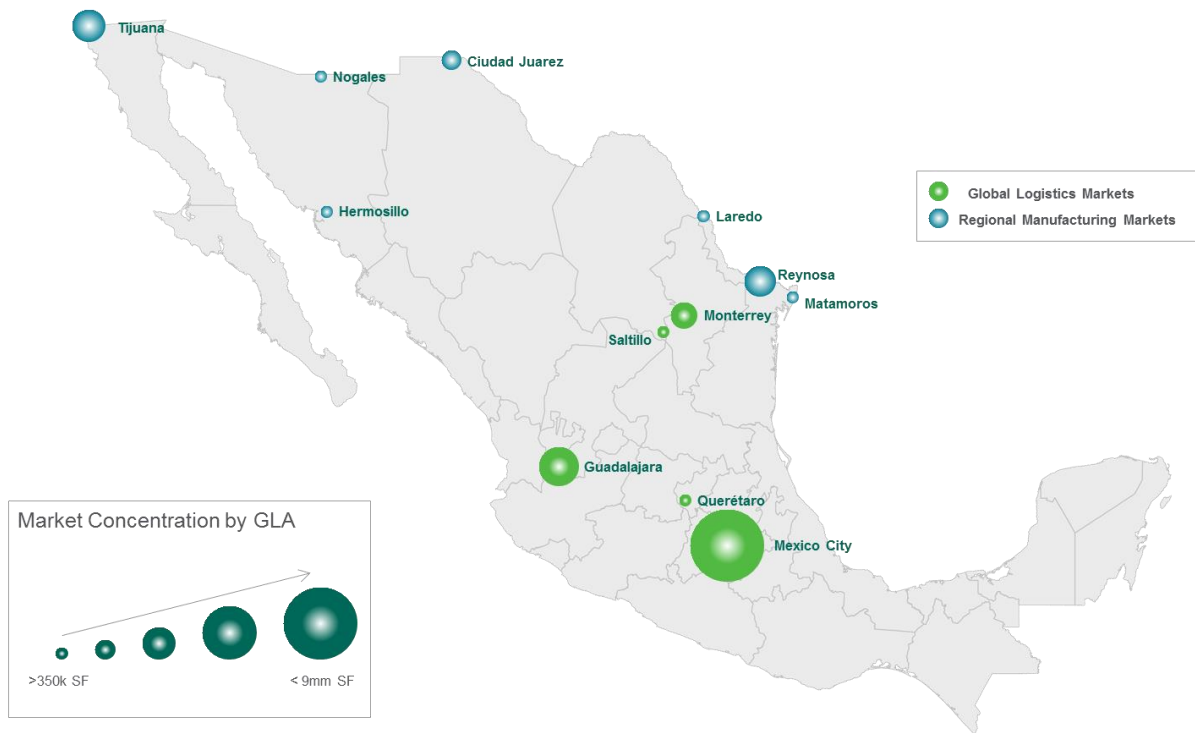 Tijuana
Nogales
Ciudad Juarez
Hermosillo
Laredo
Global Logistics Markets
Regional Manufacturing Markets
Reynosa
Matamoros
Monterrey
Saltillo
Guadalajara
Querétaro
Mexico City
Market Concentration by GLA
>350k SF
< 9mm SF